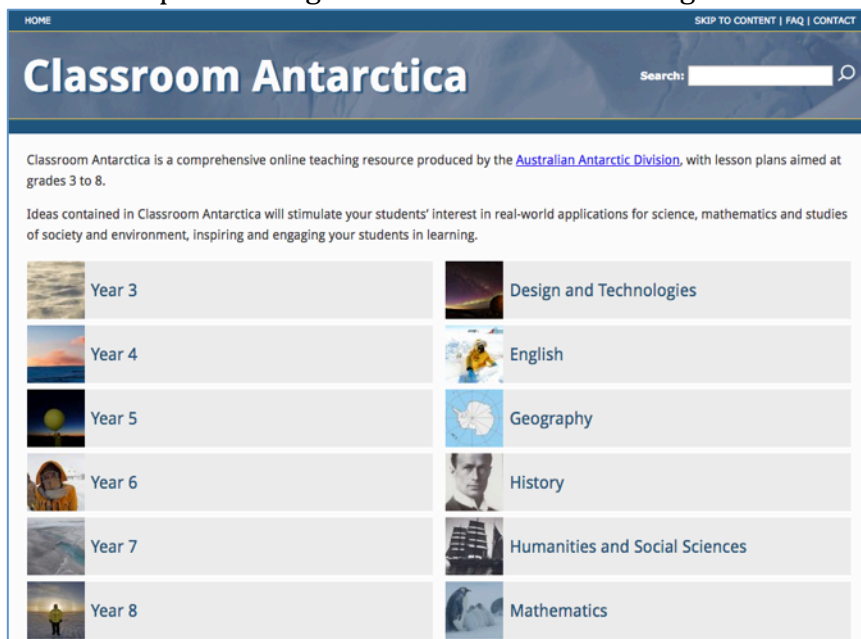 HOME
SKIP TO CONTENT | FAQ | CONTACT
Classroom Antarctica
Search:
Classroom Antarctica is a comprehensive online teaching resource produced by the Australian Antarctic Division, with lesson plans aimed at
grades 3 to 8.
Ideas contained in Classroom Antarctica will stimulate your students' interest in real-world applications for science, mathematics and studies
of society and environment, inspiring and engaging your students in learning.
Year 3
Design and Technologies
Year 4
English
Year 5
Geography
Year 6
History
Year 7
Humanities and Social Sciences
Year 8
Mathematics